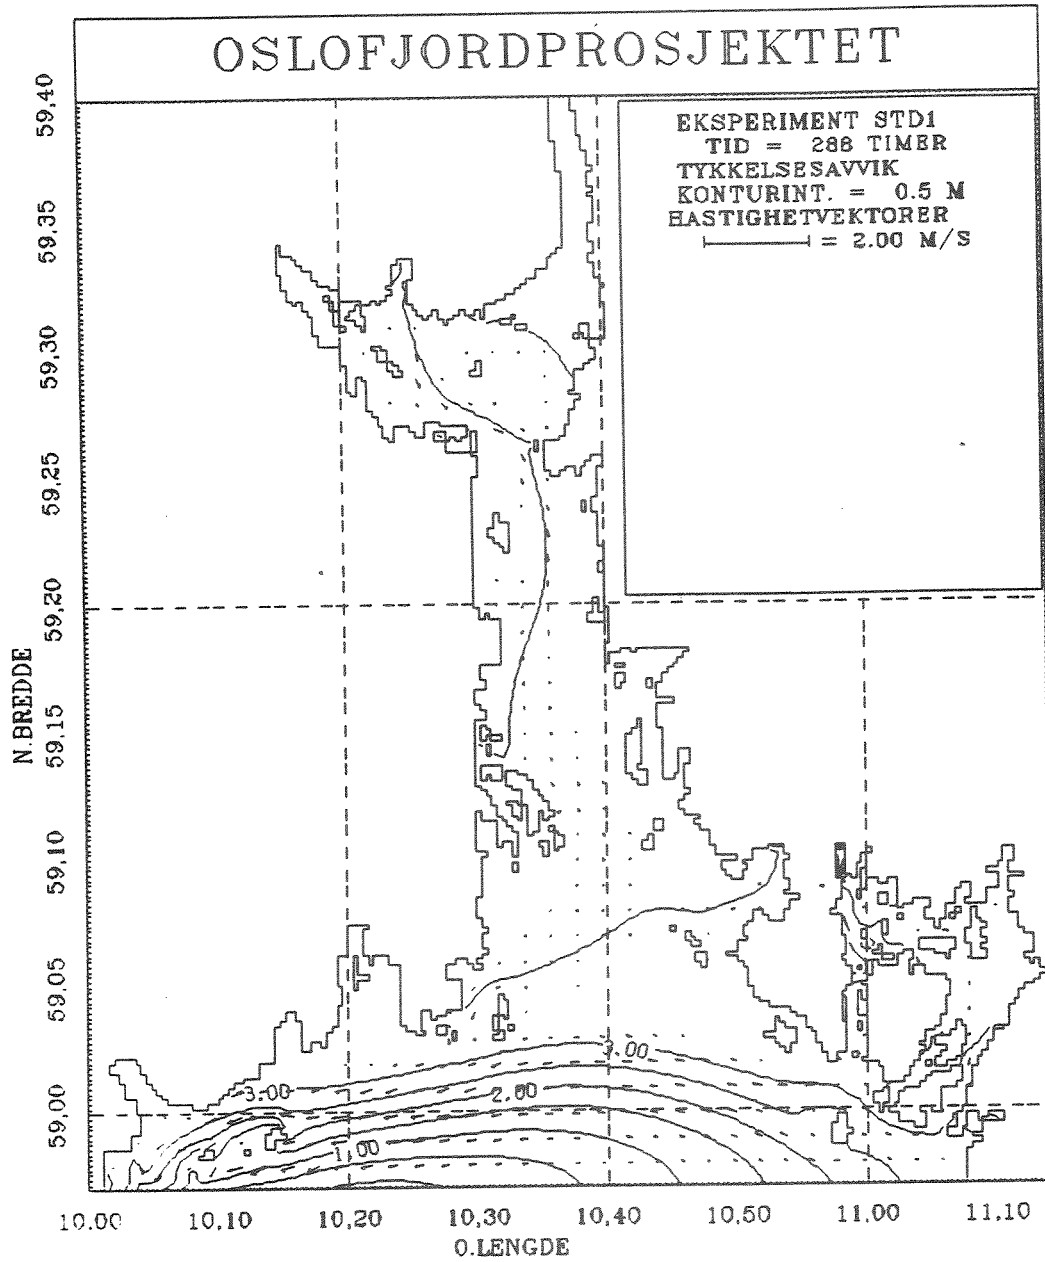 OSLOFJORDPROSJEKTET
EKSPERIMENT STD1
TID = 288 TIMER
TYKKELSESAVVIK
KONTURINT. = 0.5 M
HASTIGHETVEKTORER
= 2.00 M/S
59,40
59,35
59,30
59,25
59,20
59,15
59,10
59,05
59,00
N.BREDDE
3.00
3.00
2.00
1.00
10.00
10,10
10,20
10,30
10,40
10,50
11,00
11,10
O.LENGDE